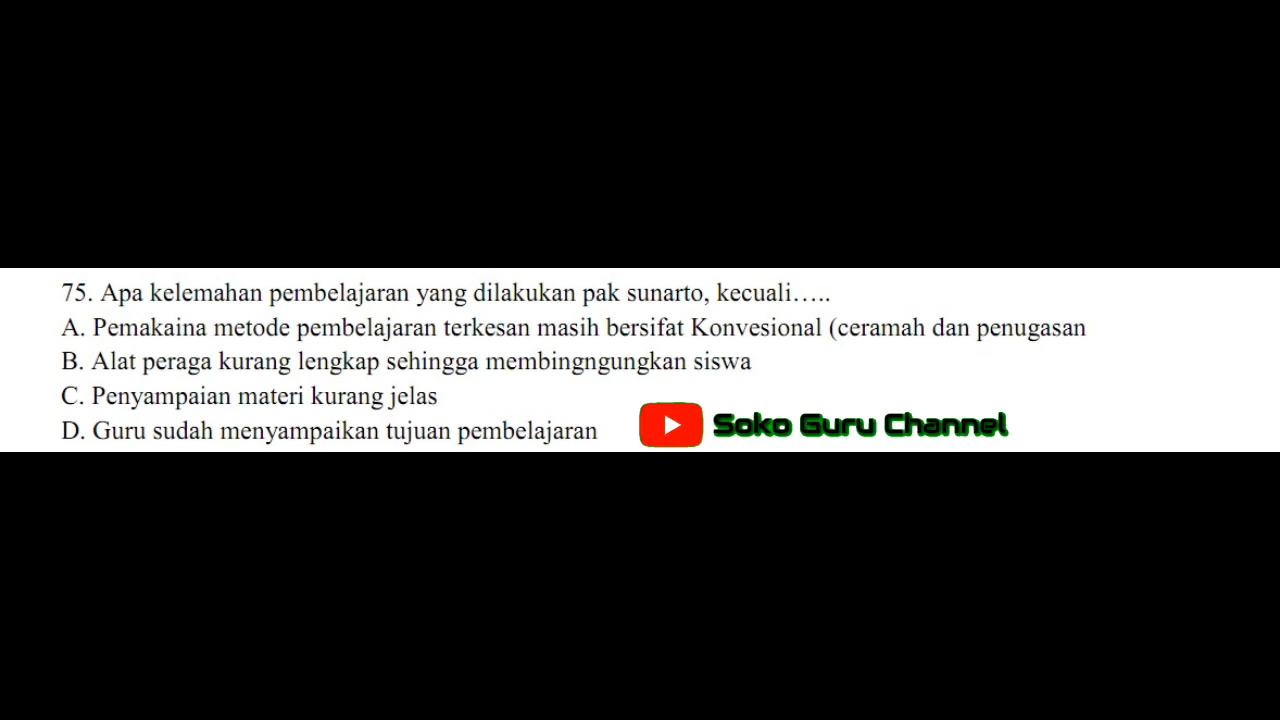 75. Apa kelemahan pembelajaran yang dilakukan pak sunarto, kecuali…..
A. Pemakaina metode pembelajaran terkesan masih bersifat Konvesional (ceramah dan penugasan
B. Alat peraga kurang lengkap sehingga membingngungkan siswa
C. Penyampaian materi kurang jelas
D. Guru sudah menyampaikan tujuan pembelajaran
Soko Guru Channel